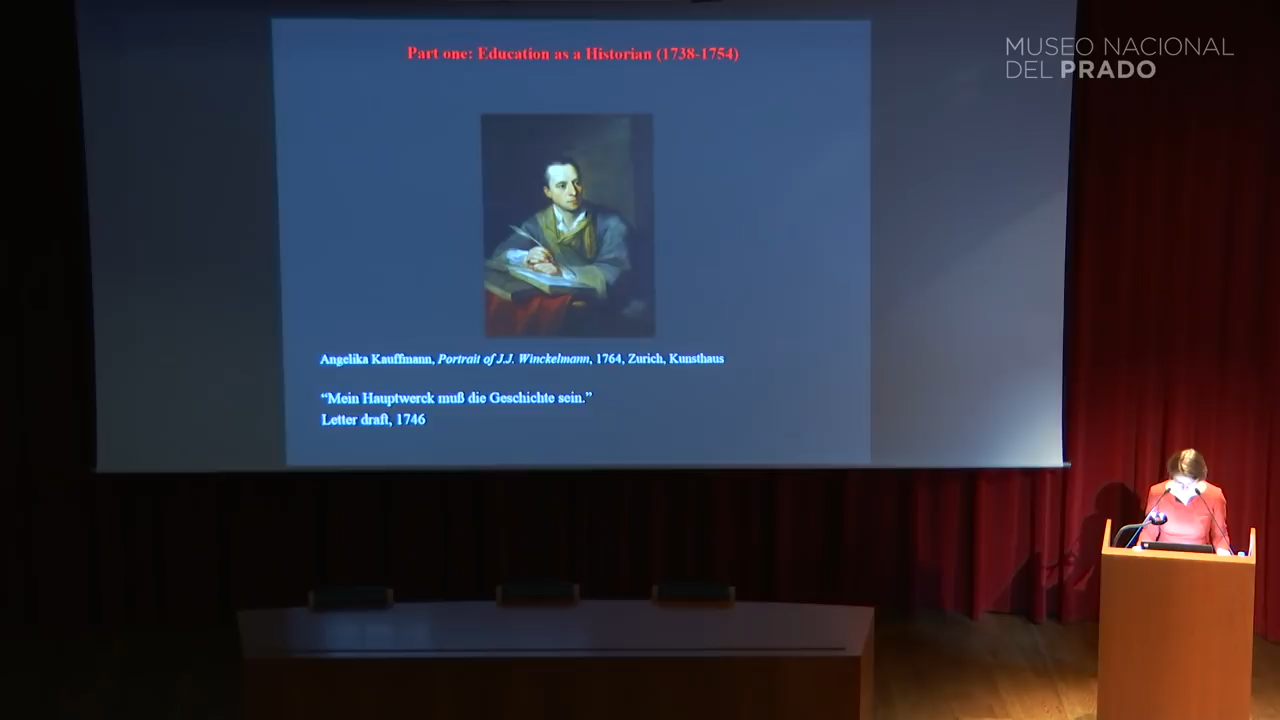 Part one: Education as a Historian (1738-1754)
MUSEO NACIONAL
DEL PRADO
Angelika Kauffmann, Portrait of J.J. Winckelmann, 1764, Zurich, Kunsthaus
“Mein Hauptwerck muß die Geschichte sein.”
Letter draft, 1746